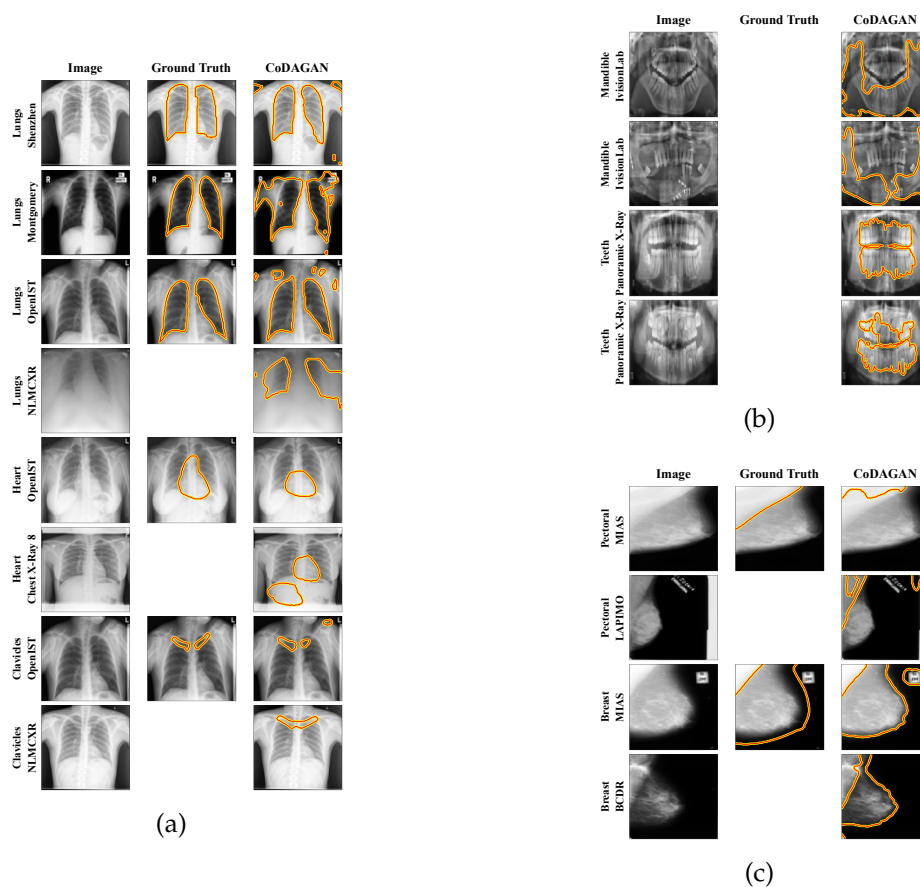 Image Ground Truth CoDAGAN
Lungs
Shenzhen
Lungs
Montgomery
Lungs
OpenIST
Lungs
NLMCXR
Heart
OpenIST
Heart
Chest X-Ray 8
Clavicles
OpenIST
Clavicles
NLMCXR
(a)
Image Ground Truth CoDAGAN
Mandible
IvisionLab
Mandible
IvisionLab
Teeth
Panoramic X-Ray
Teeth
Panoramic X-Ray
(b)
Image Ground Truth CoDAGAN
Pectoral
MIAS
Pectoral
LAPIMO
Breast
MIAS
Breast
BCDR
(c)